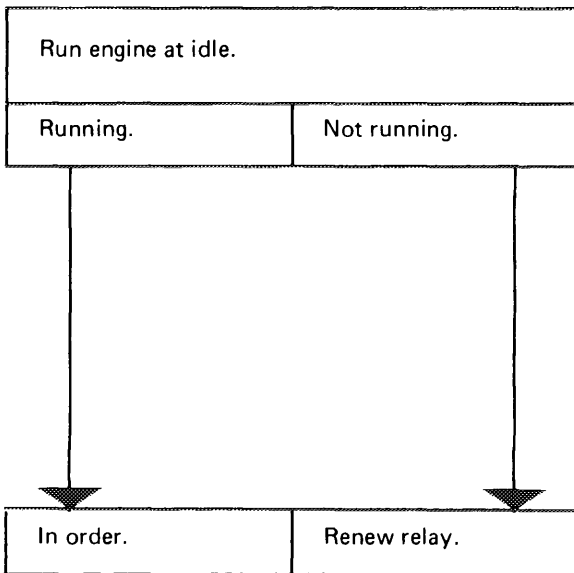 Run engine at idle.
Running. Not running.
In order. Renew relay.